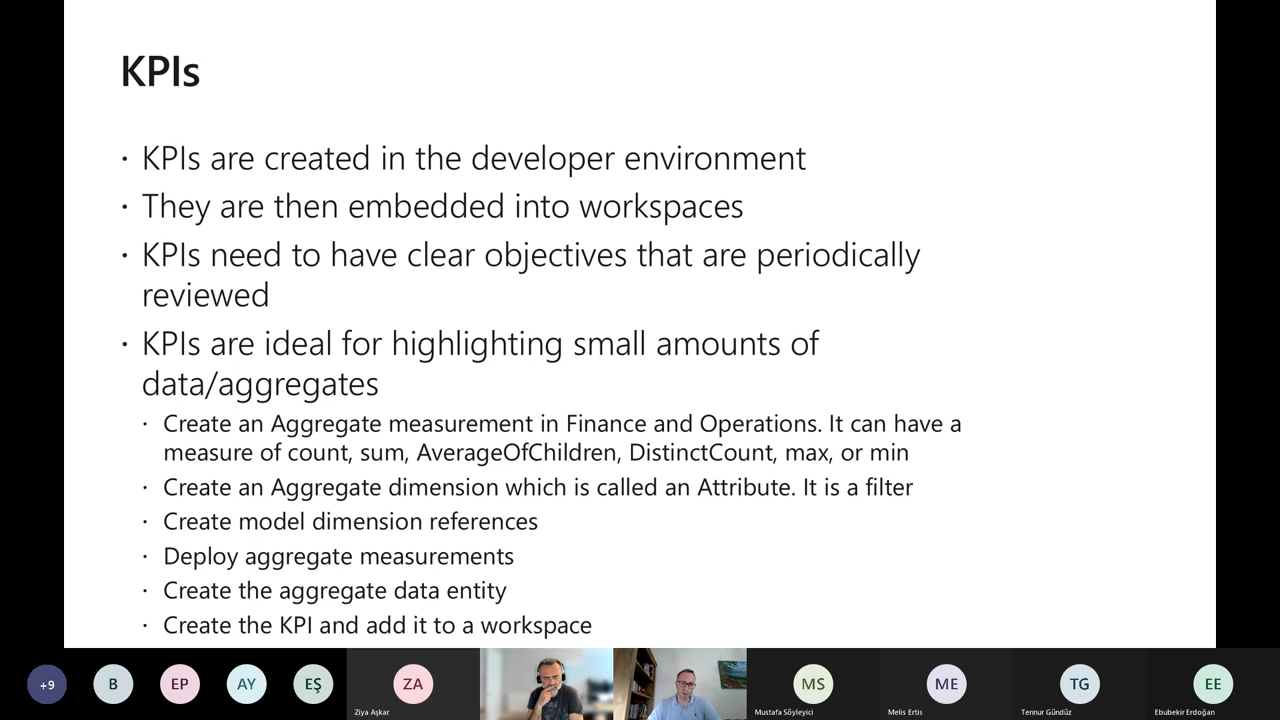 KPIs
• KPIs are created in the developer environment
• They are then embedded into workspaces
• KPIs need to have clear objectives that are periodically
reviewed
• KPIs are ideal for highlighting small amounts of
data/aggregates
• Create an Aggregate measurement in Finance and Operations. It can have a
measure of count, sum, AverageOfChildren, DistinctCount, max, or min
• Create an Aggregate dimension which is called an Attribute. It is a filter
• Create model dimension references
• Deploy aggregate measurements
• Create the aggregate data entity
• Create the KPI and add it to a workspace
+9
B
EP
AY
EŞ
ZA
MS
ME
TG
EE
Ziya Aşkar
Mustafa Söyleyici
Melis Ertis
Tennur Gündüz
Ebubekir Erdoğan